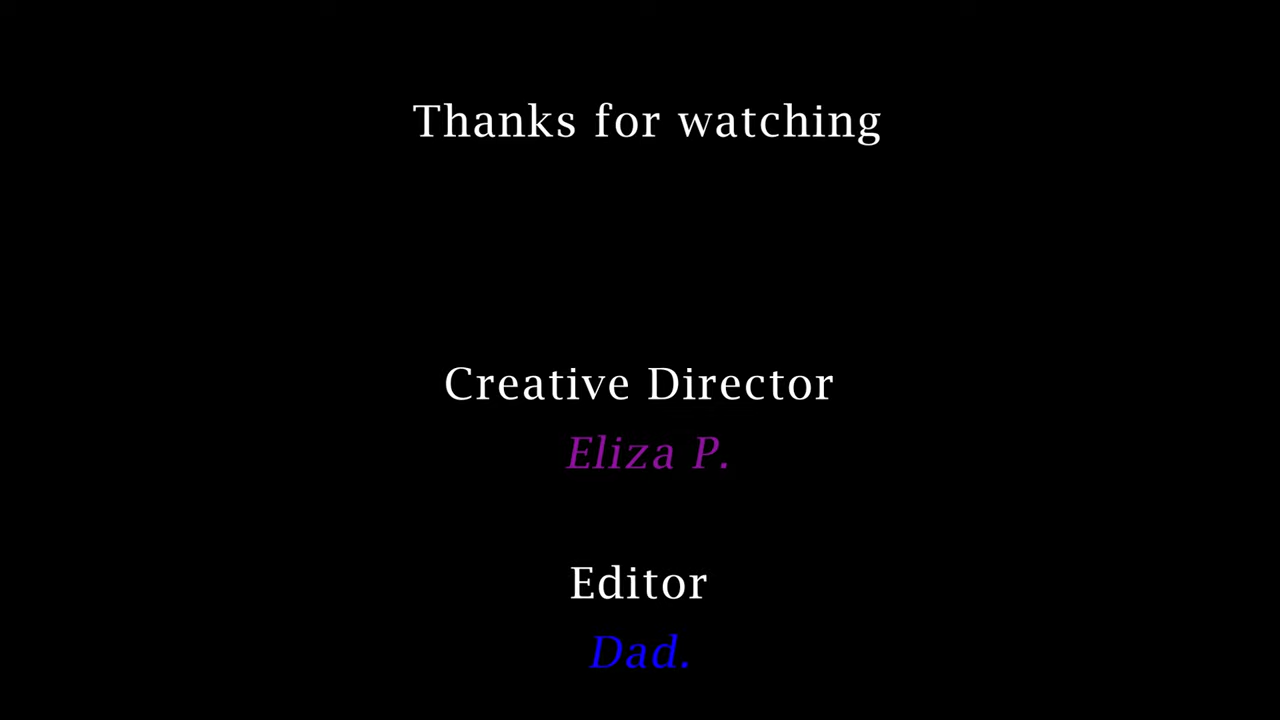 Thanks for watching
Creative Director
Eliza P.
Editor
Dad.